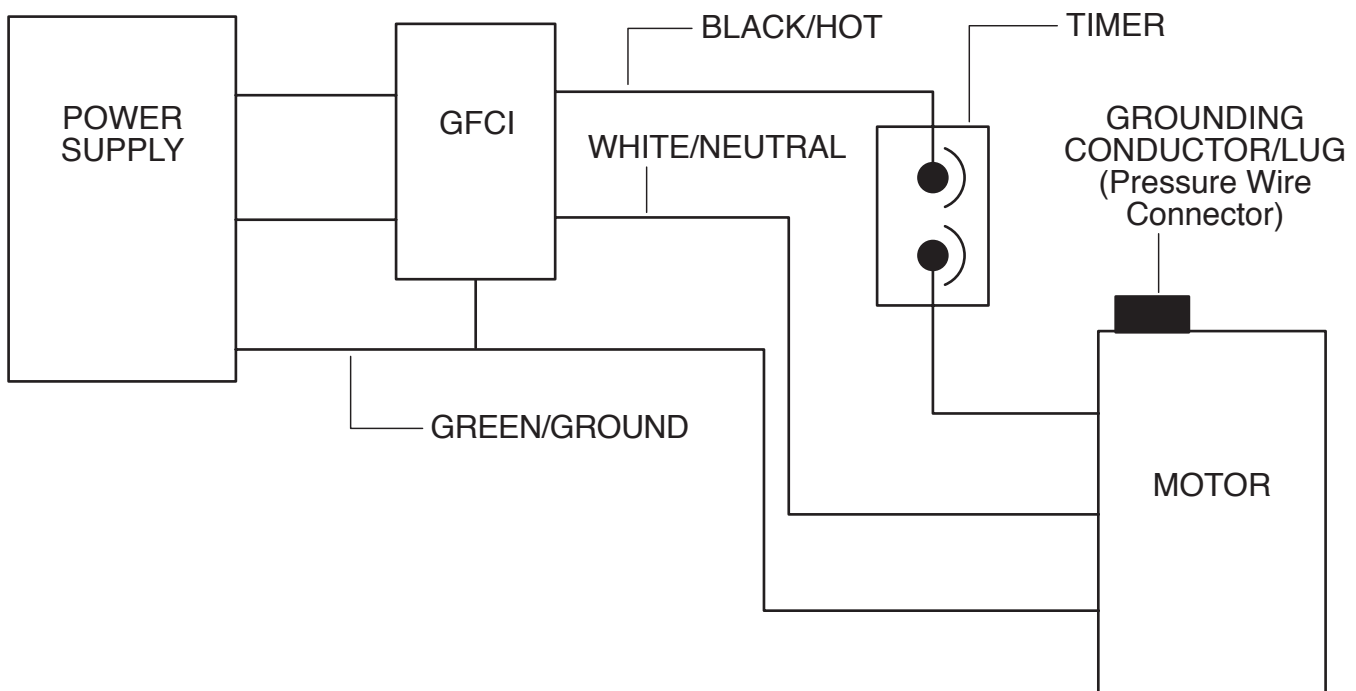 BLACK/HOT
TIMER
POWER
SUPPLY
GFCI
WHITE/NEUTRAL
GROUNDING
CONDUCTOR/LUG
(Pressure Wire
Connector)
GREEN/GROUND
MOTOR